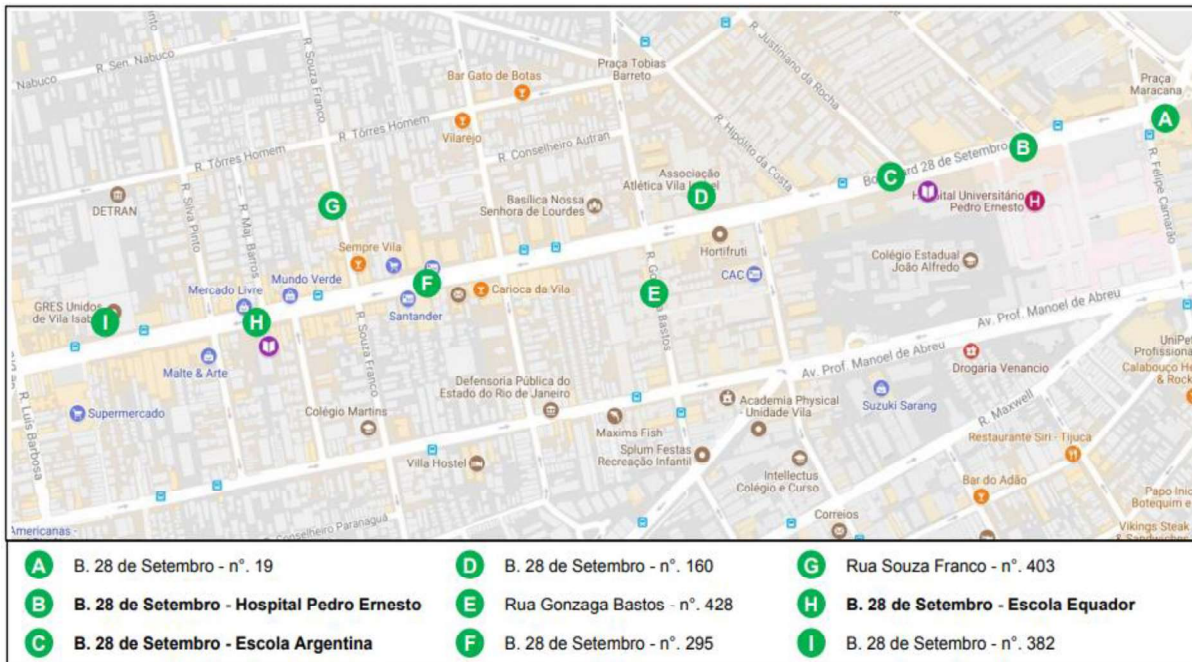 Nabuco
R. Sen. Nabuco
Pinto
R. Souza Franco
Bar Gato de Botas
Praça Tobias
Barreto
R. Justiniano da Rocha
Praça
Maracana
A
Vilarejo
R. Tôrres Homem
R. Conselheiro Autran
R. Hipólito da Costa
B
Boulevard 28 de Setembro
R. Felipe Camarão
R. Tôrres Homem
DETRAN
R. Silva Pinto
R. Maj. Barros
G
Basílica Nossa
Senhora de Lourdes
Associação
Atlética Vila Isabel
D
C
Hospital Universitário
Pedro Ernesto
H
Hortifruti
Sempre Vila
Mundo Verde
Mercado Livre
F
Santander
Carioca da Vila
R. Gonzaga Bastos
E
CAC
Colégio Estadual
João Alfredo
GRES Unidos
de Vila Isabel
I
H
Malte & Arte
R. Souza Franco
Av. Prof. Manoel de Abreu
Av. Prof. Manoel de Abreu
Drogaria Venancio
UniPet
Profissiona
Calabouço He
& Rock
Supermercado
R. Luis Barbosa
Colégio Martins
Defensoria Pública do
Estado do Rio de Janeiro
Maxims Fish
Academia Physical
- Unidade Vila
Suzuki Sarang
R. Maxwell
Restaurante Siri - Tijuca
Villa Hostel
Splum Festas
Recreação Infantil
Intellectus
Colégio e Curso
Bar do Adão
Correios
Papo Inic
Botequim e
Vikings Steak
& Sandwiches
Americanas -
Conselheiro Paranaguá
A B. 28 de Setembro - n°. 19
B B. 28 de Setembro - Hospital Pedro Ernesto
C B. 28 de Setembro - Escola Argentina
D B. 28 de Setembro - n°. 160
E Rua Gonzaga Bastos - n°. 428
F B. 28 de Setembro - n°. 295
G Rua Souza Franco - n°. 403
H B. 28 de Setembro - Escola Equador
I B. 28 de Setembro - n°. 382